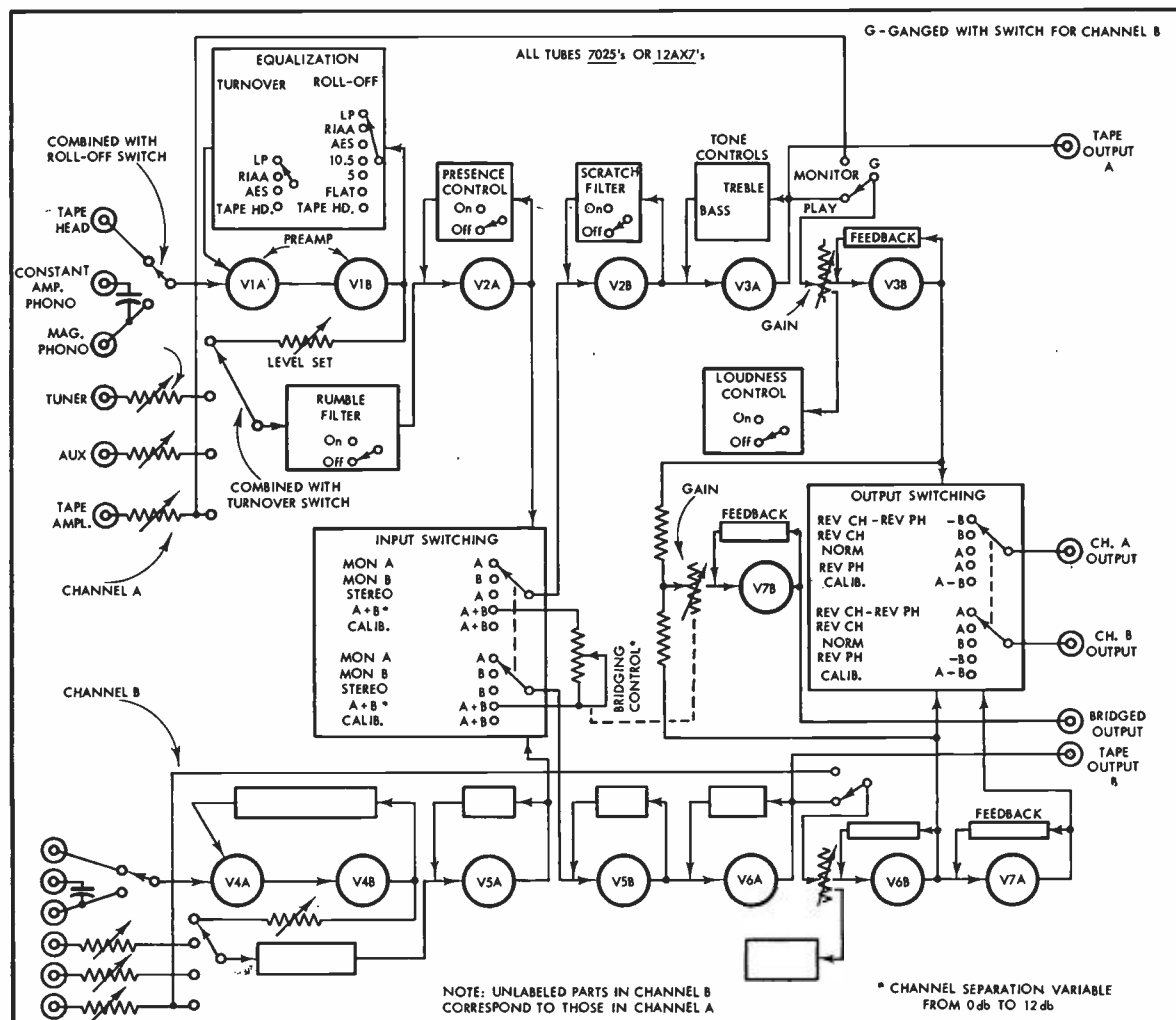 G - GANGED WITH SWITCH FOR CHANNEL B
ALL TUBES 7025's OR 12AX7's
EQUALIZATION
TURNOVER
ROLL-OFF
LP
RIAA
AES
10.5
5
FLAT
TAPE HD.
LP
RIAA
AES
TAPE HD.
COMBINED WITH
ROLL-OFF SWITCH
TAPE
HEAD
CONSTANT
AMP.
PHONO
MAG.
PHONO
TUNER
AUX
TAPE
AMPL.
CHANNEL A
PREAMP
V1A
V1B
LEVEL SET
RUMBLE
FILTER
On
Off
COMBINED WITH
TURNOVER SWITCH
PRESENCE
CONTROL
On
Off
V2A
SCRATCH
FILTER
On
Off
V2B
TONE
CONTROLS
TREBLE
BASS
V3A
MONITOR
G
PLAY
FEEDBACK
V3B
GAIN
TAPE
OUTPUT
A
LOUDNESS
CONTROL
On
Off
INPUT SWITCHING
MON A A
MON B B
STEREO A
A+B* A+B
CALIB. A+B
MON A A
MON B B
STEREO B
A+B* A+B
CALIB. A+B
BRIDGING
CONTROL*
GAIN
FEEDBACK
V7B
OUTPUT SWITCHING
REV CH - REV PH -B
REV CH B
NORM A
REV PH A
CALIB. A-B
REV CH - REV PH A
REV CH A
NORM B
REV PH -B
CALIB. A-B
CH. A
OUTPUT
CH. B
OUTPUT
BRIDGED
OUTPUT
TAPE
OUTPUT
B
CHANNEL B
V4A
V4B
V5A
V5B
V6A
V6B
FEEDBACK
V7A
NOTE: UNLABELED PARTS IN CHANNEL B
CORRESPOND TO THOSE IN CHANNEL A
* CHANNEL SEPARATION VARIABLE
FROM 0db TO 12db